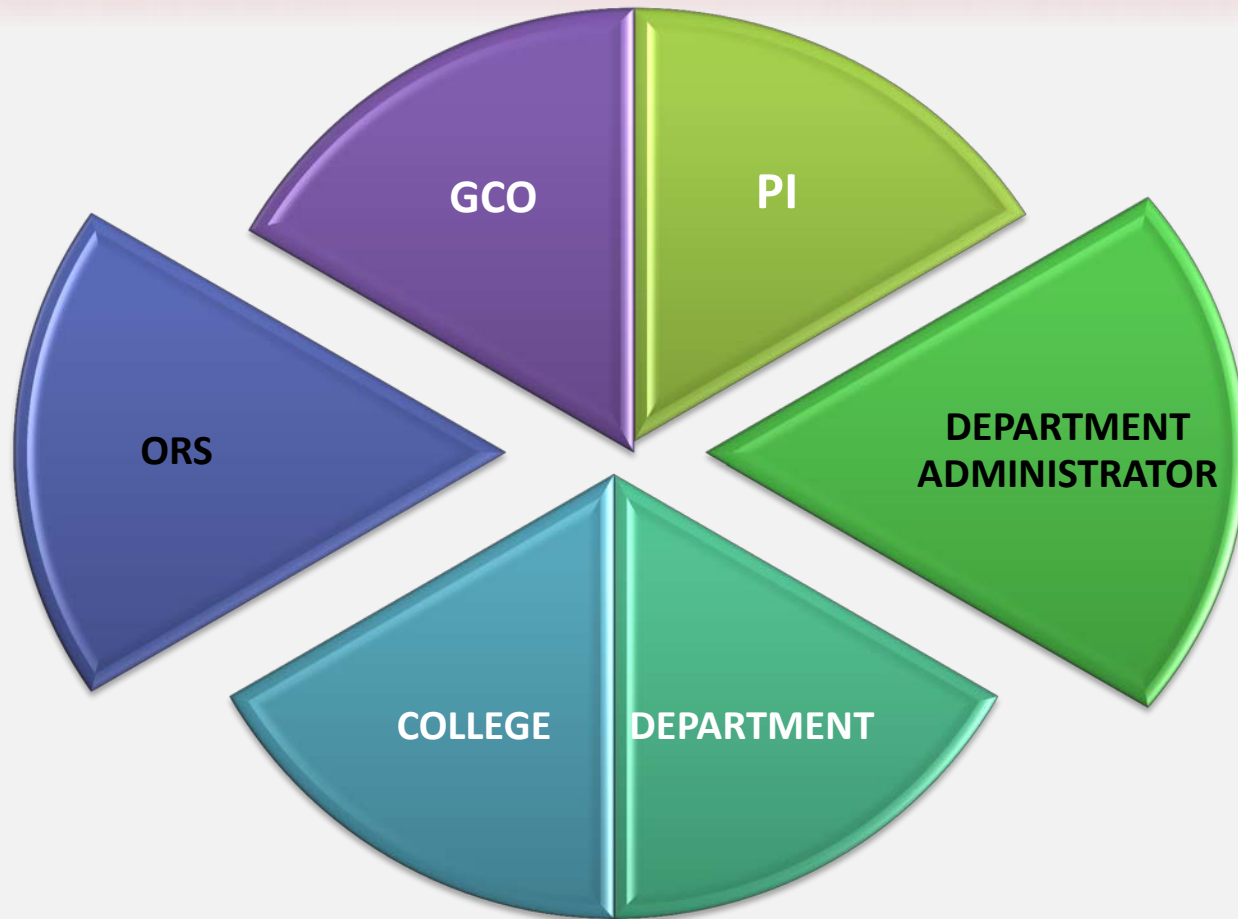 GCO
PI
ORS
DEPARTMENT
ADMINISTRATOR
COLLEGE
DEPARTMENT